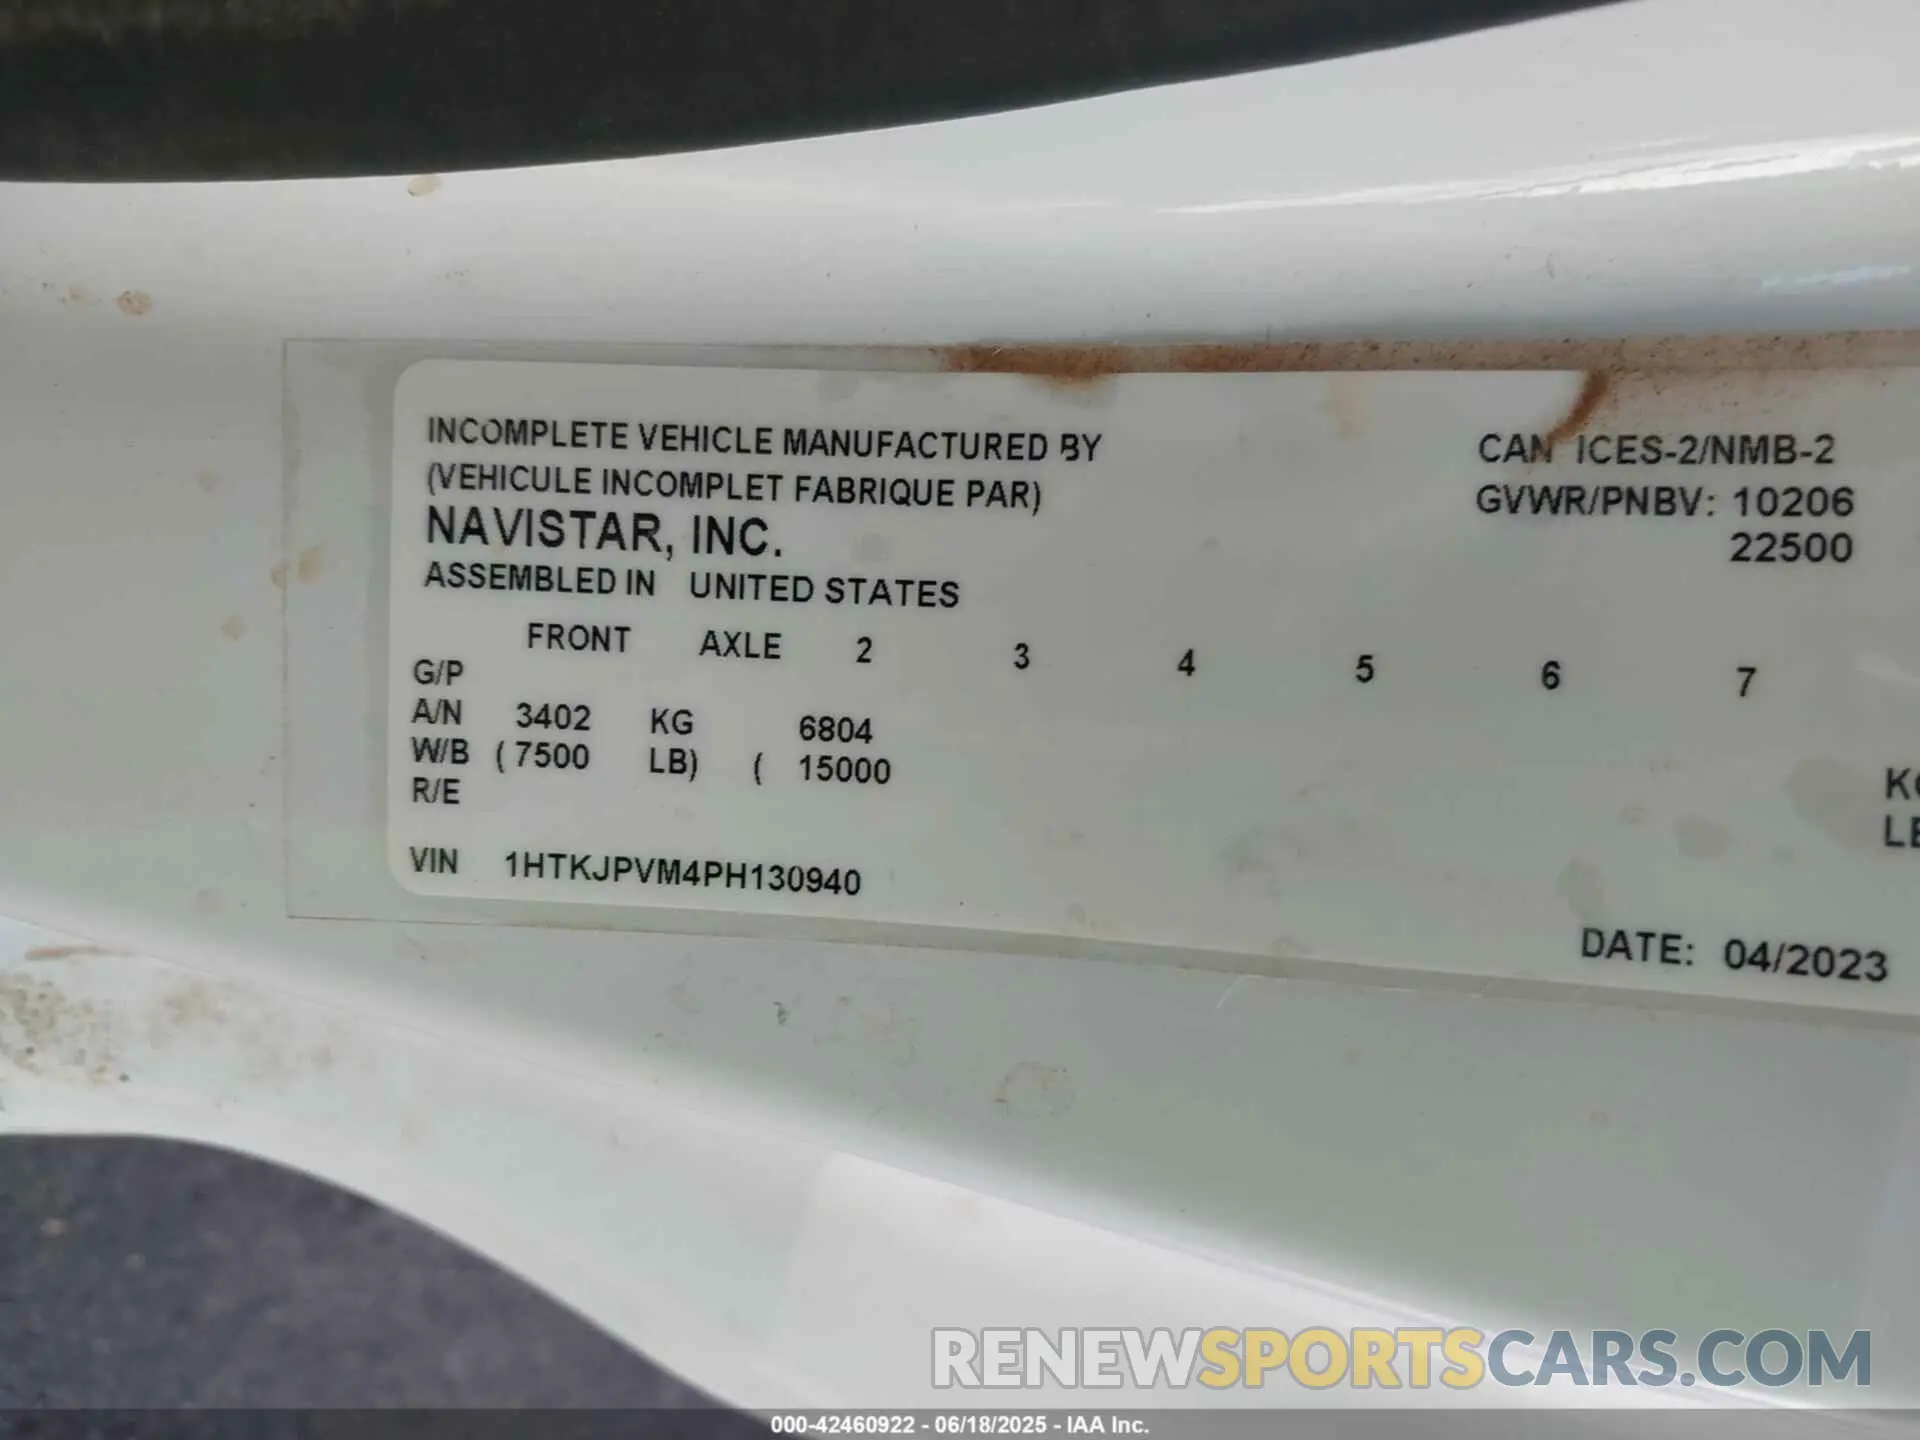 INCOMPLETE VEHICLE MANUFACTURED BY
(VEHICULE INCOMPLET FABRIQUE PAR)
NAVISTAR, INC.
ASSEMBLED IN UNITED STATES
CAN ICES-2/NMB-2
GVWR/PNBV: 10206
22500
FRONT AXLE 2 3 4 5 6 7
G/P
A/N 3402 KG 6804
W/B (7500 LB) ( 15000
R/E
VIN 1HTKJPVM4PH130940
DATE: 04/2023
RENEWSPORTSCARS.COM
000-42460922 - 06/18/2025 - IAA Inc.